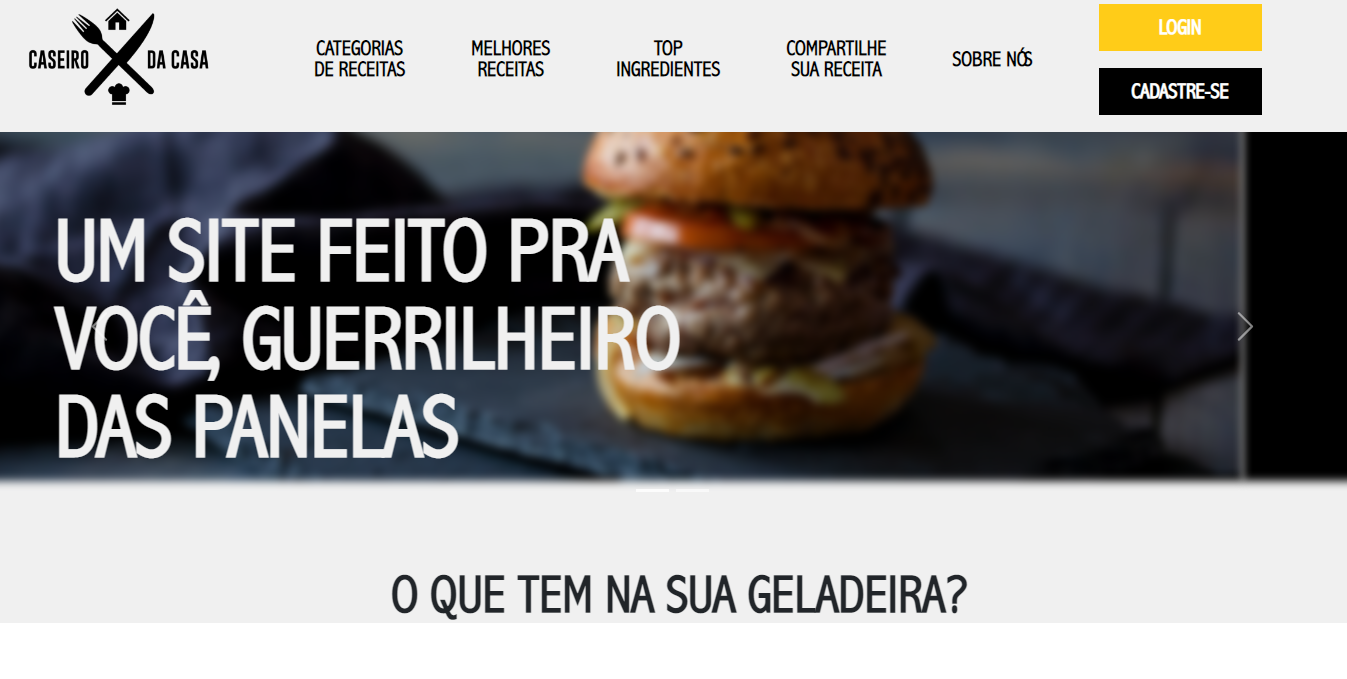 CASEIRO DA CASA
CATEGORIAS
DE RECEITAS
MELHORES
RECEITAS
TOP
INGREDIENTES
COMPARTILHE
SUA RECEITA
SOBRE NÓS
LOGIN
CADASTRE-SE
UM SITE FEITO PRA
VOCÊ, GUERRILHEIRO
DAS PANELAS
O QUE TEM NA SUA GELADEIRA?